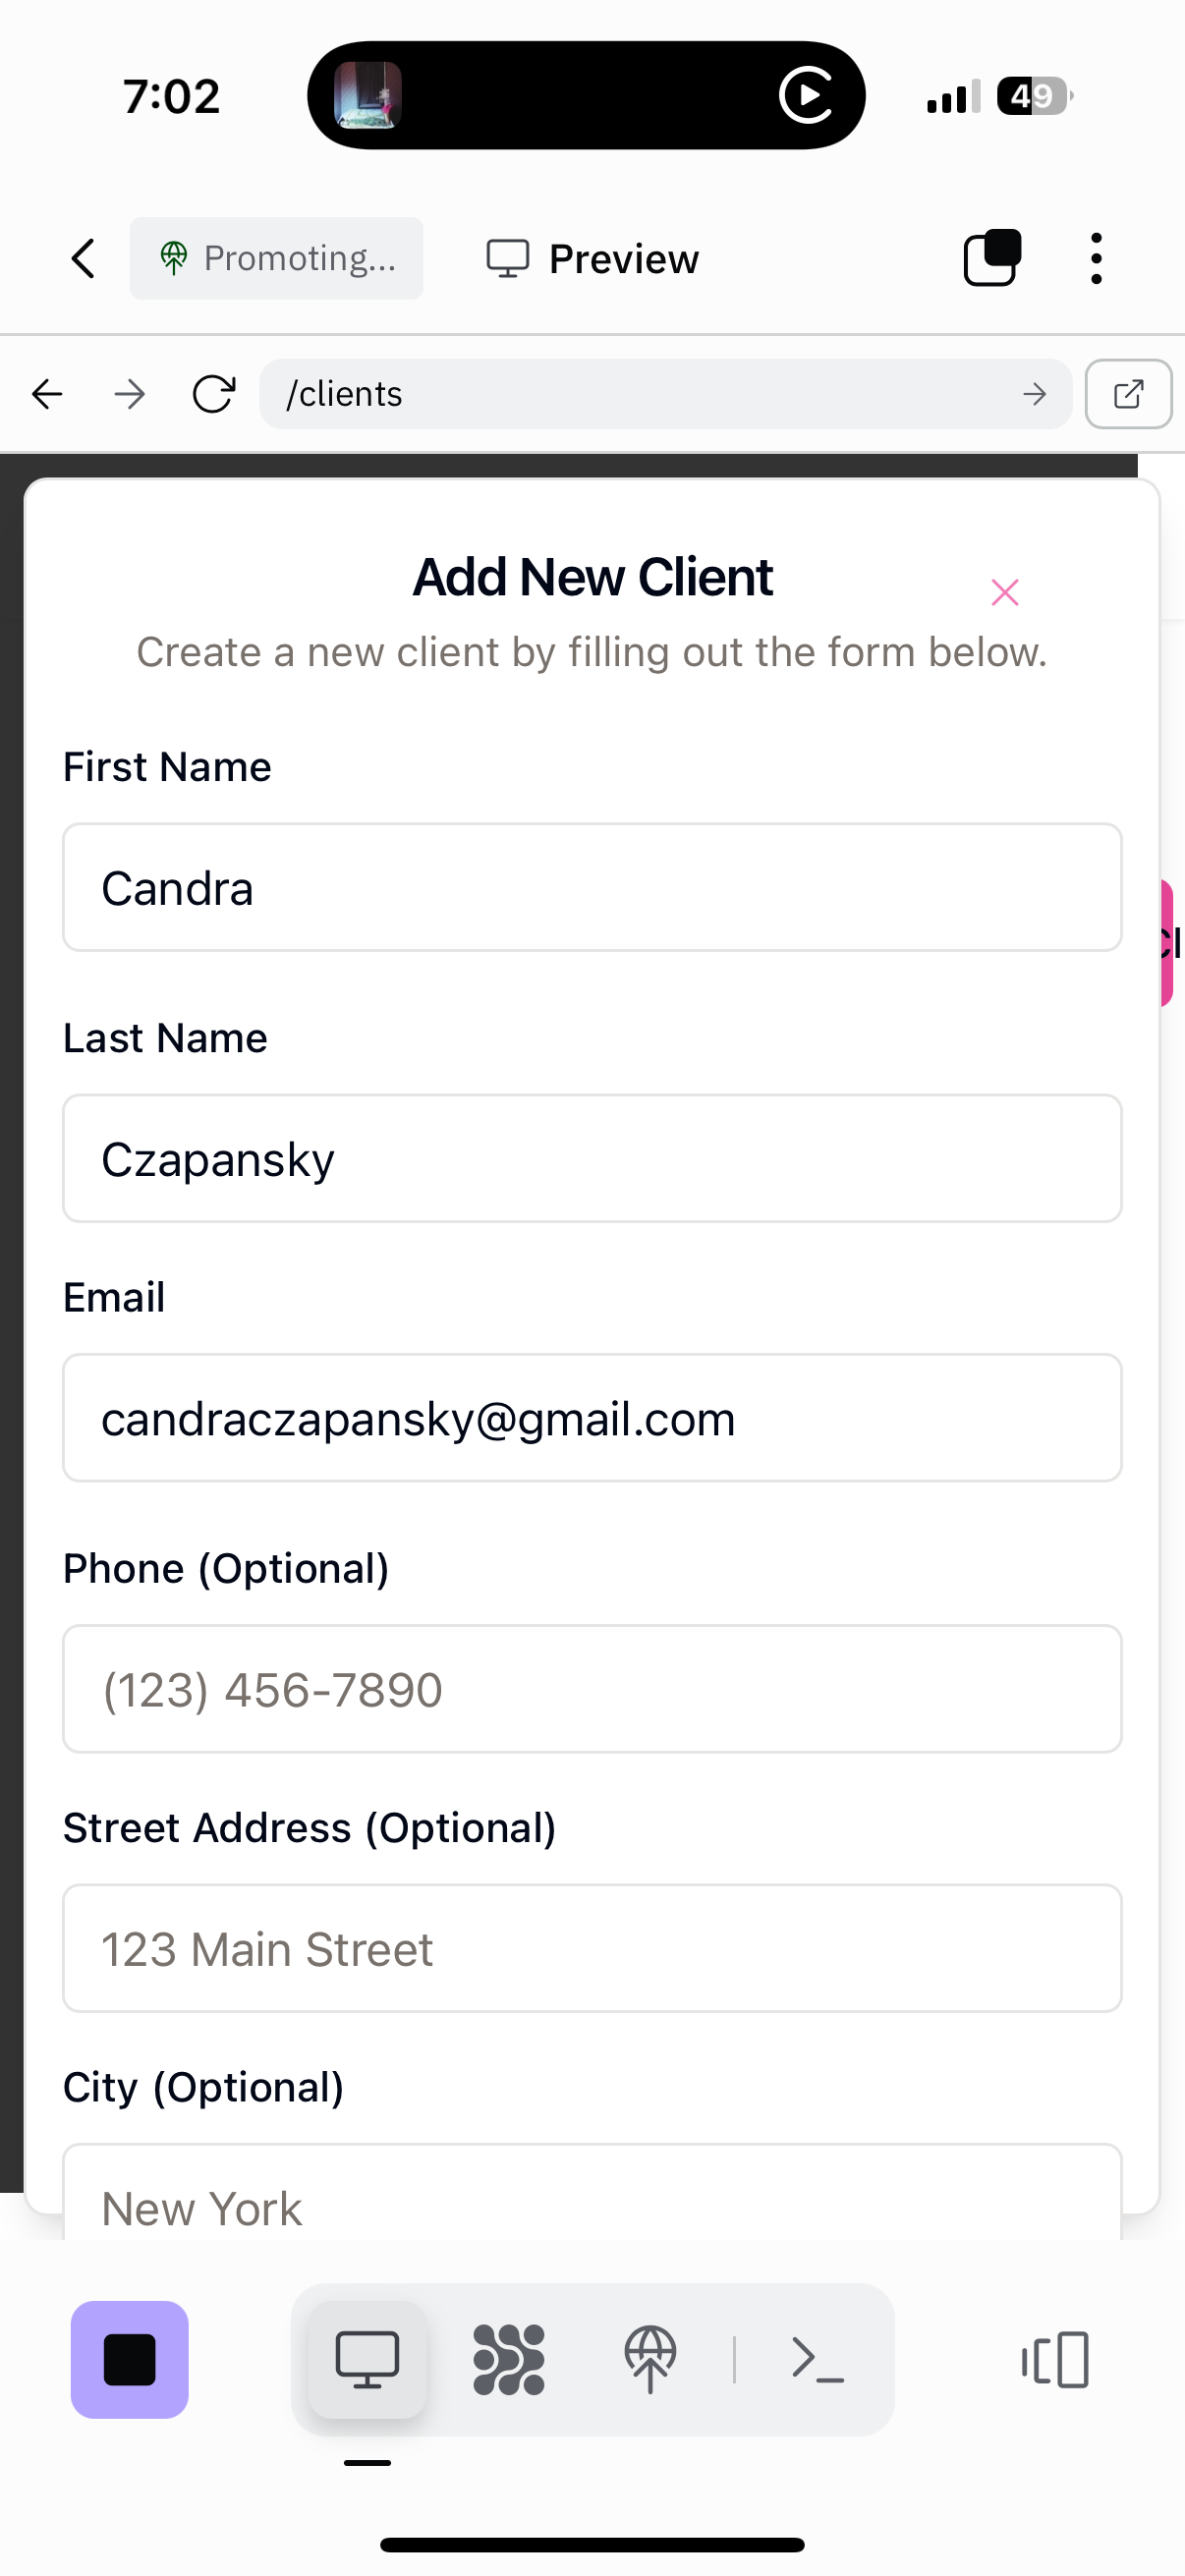 7:02
49
Promoting...
Preview
/clients
Add New Client
Create a new client by filling out the form below.
First Name
Candra
Cl
Last Name
Czapansky
Email
candraczapansky@gmail.com
Phone (Optional)
(123) 456-7890
Street Address (Optional)
123 Main Street
City (Optional)
New York